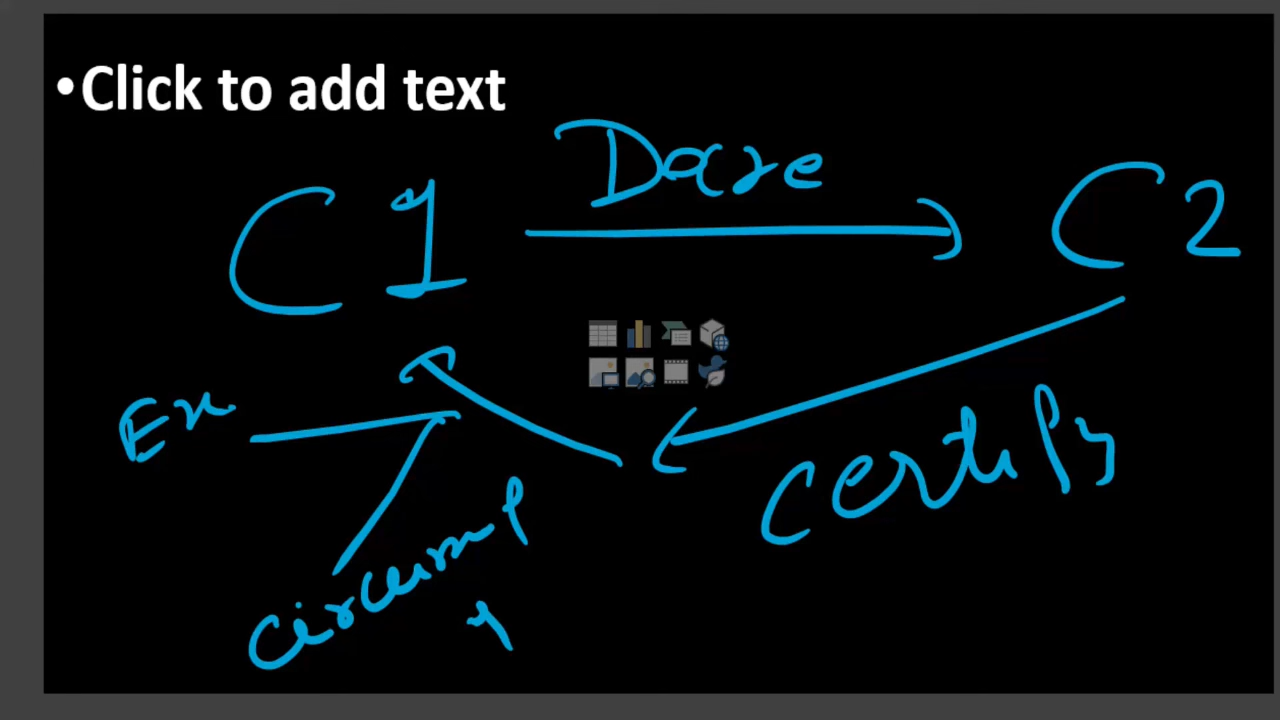 •Click to add text
Dare
C1
C2
Ex
Certify
Circump
y